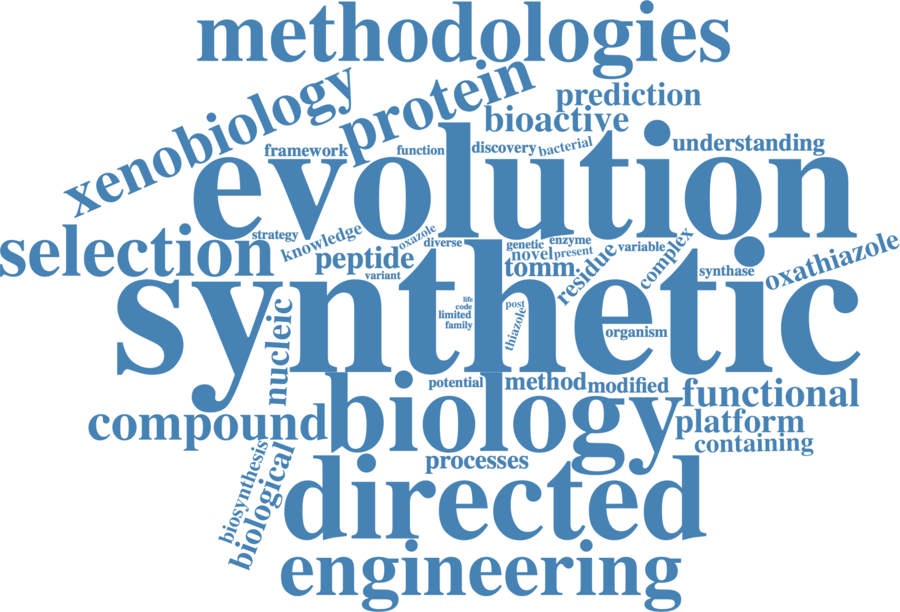 methodologies
xenobiology
protein
prediction
bioactive
framework
function
discovery
bacterial
understanding
evolution
strategy
knowledge
oxazole
diverse
genetic
enzyme
novel
present
variable
complex
selection
peptide
variant
tomm
residue
synthase
oxathiazole
synthetic
life
code
limited
family
post
thiazole
organism
nucleic
potential
method
modified
functional
compound
biology
platform
containing
processes
biosynthesis
biological
directed
engineering